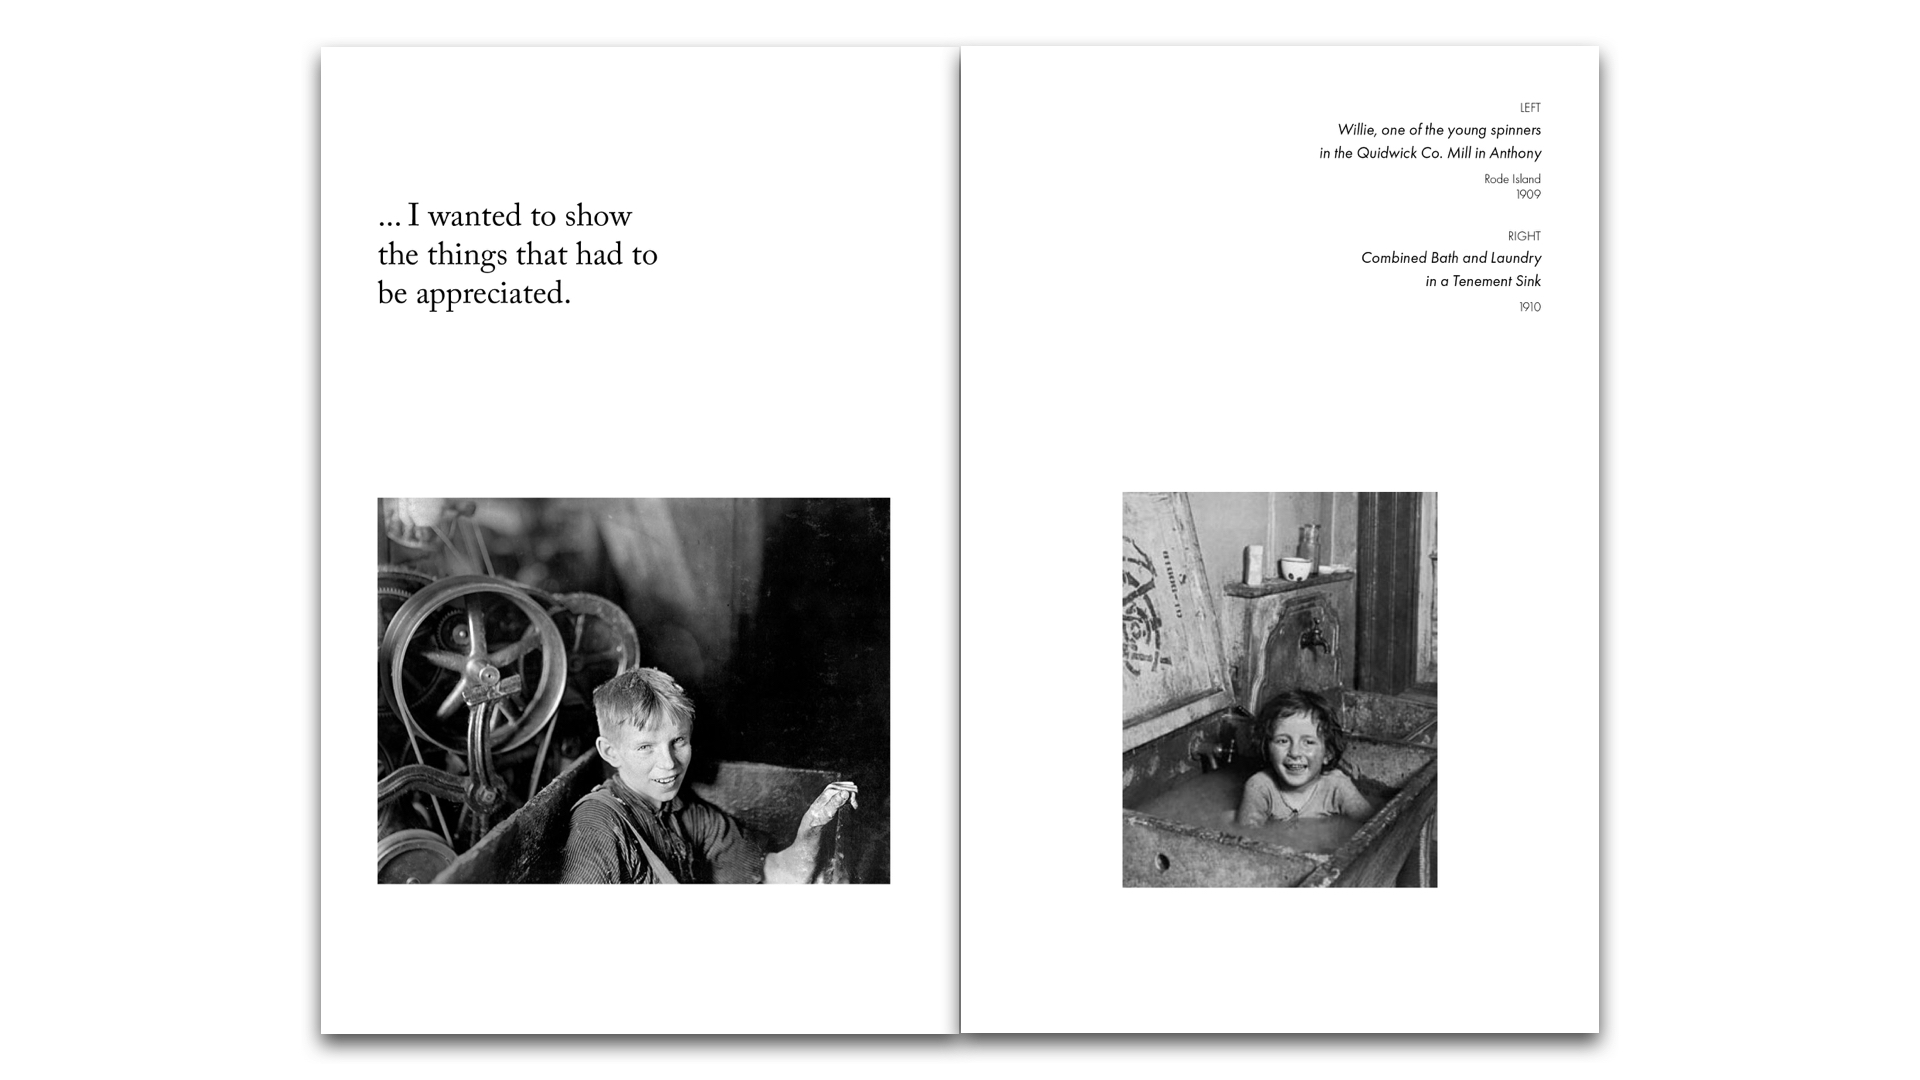 ... I wanted to show
the things that had to
be appreciated.
LEFT
Willie, one of the young spinners
in the Quidwick Co. Mill in Anthony
Rode Island
1909
RIGHT
Combined Bath and Laundry
in a Tenement Sink
1910